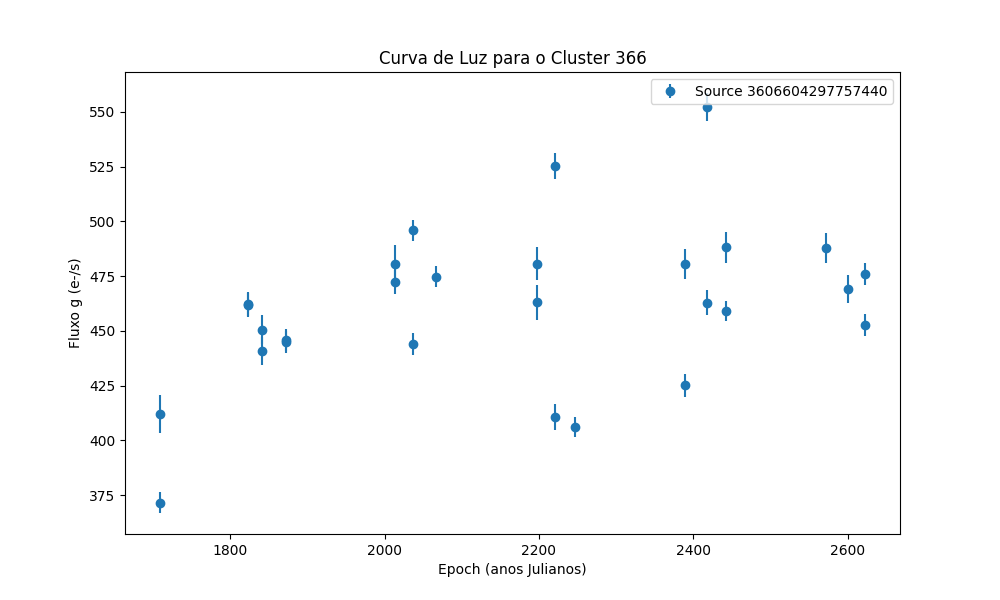 Curva de Luz para o Cluster 366
Source 3606604297757440
550
525
500
475
450
425
400
375
Fluxo g (e-/s)
1800 2000 2200 2400 2600
Epoch (anos Julianos)